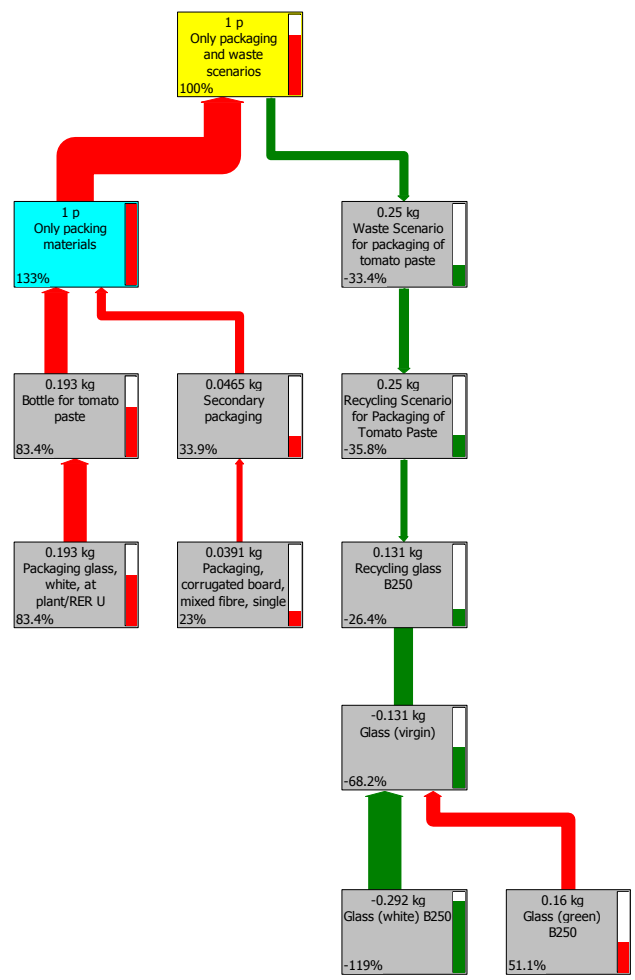 1 p
Only packaging
and waste
scenarios
100%
1 p
Only packing
materials
133%
0.25 kg
Waste Scenario
for packaging of
tomato paste
-33.4%
0.193 kg
Bottle for tomato
paste
83.4%
0.0465 kg
Secondary
packaging
33.9%
0.25 kg
Recycling Scenario
for Packaging of
Tomato Paste
-35.8%
0.193 kg
Packaging glass,
white, at
plant/RER U
83.4%
0.0391 kg
Packaging,
corrugated board,
mixed fibre, single
23%
0.131 kg
Recycling glass
B250
-26.4%
-0.131 kg
Glass (virgin)
-68.2%
-0.292 kg
Glass (white) B250
-119%
0.16 kg
Glass (green)
B250
51.1%